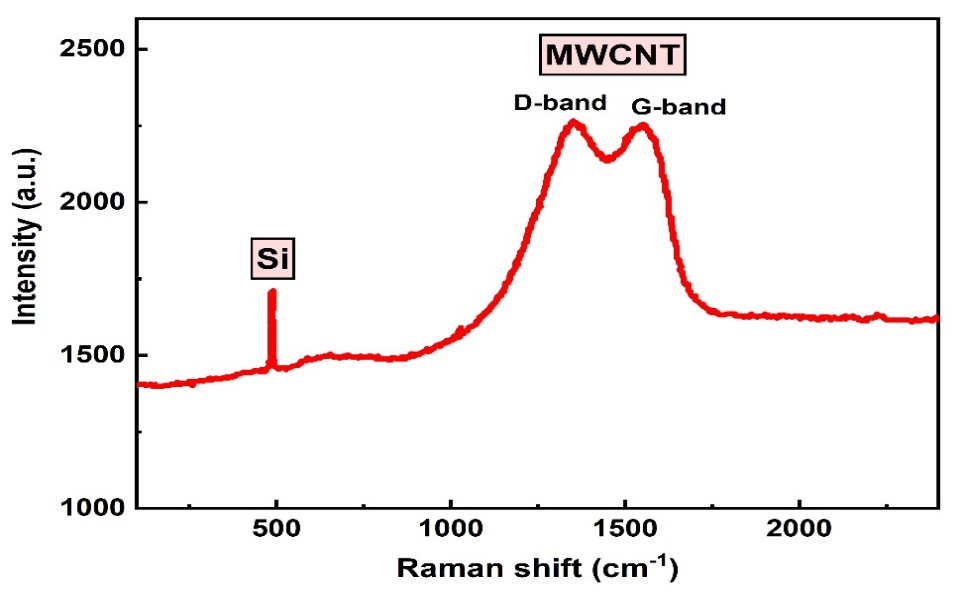 2500
MWCNT
D-band G-band
2000
Si
1500
1000
500 1000 1500 2000
Raman shift (cm⁻¹)
Intensity (a.u.)